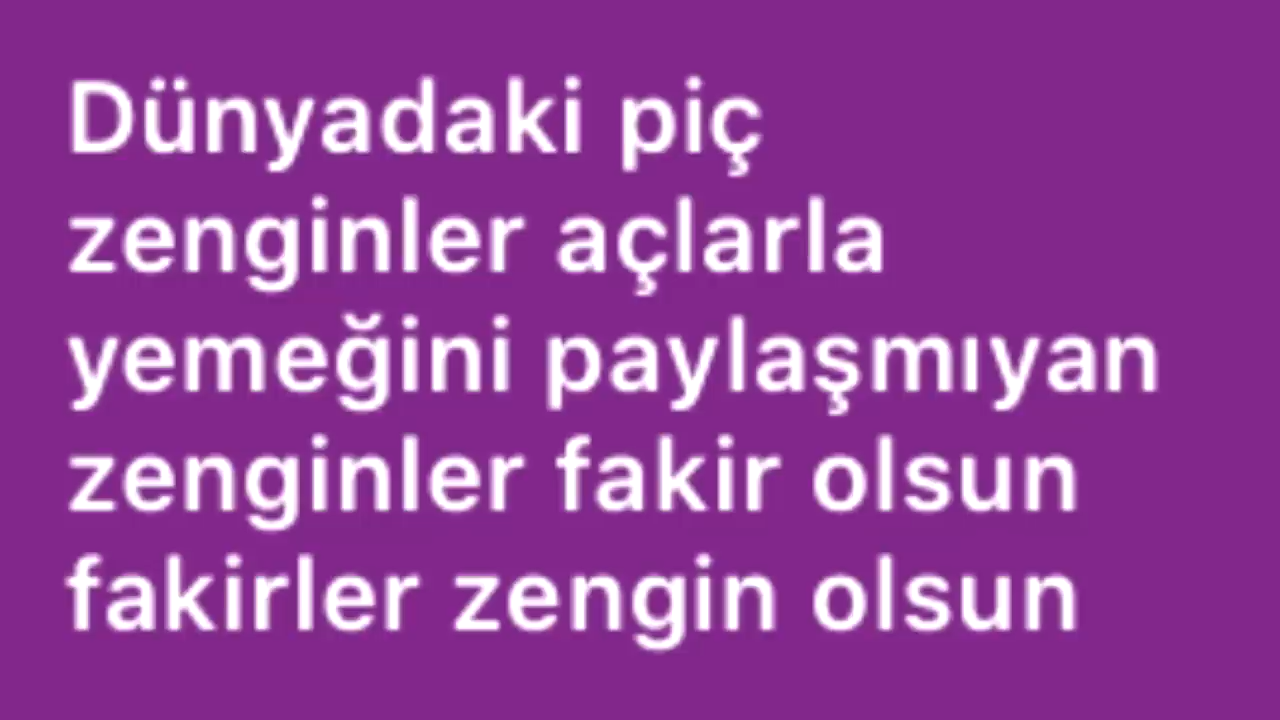 Dünyadaki piç
zenginler açlarla
yemeğini paylaşmıyan
zenginler fakir olsun
fakirler zengin olsun